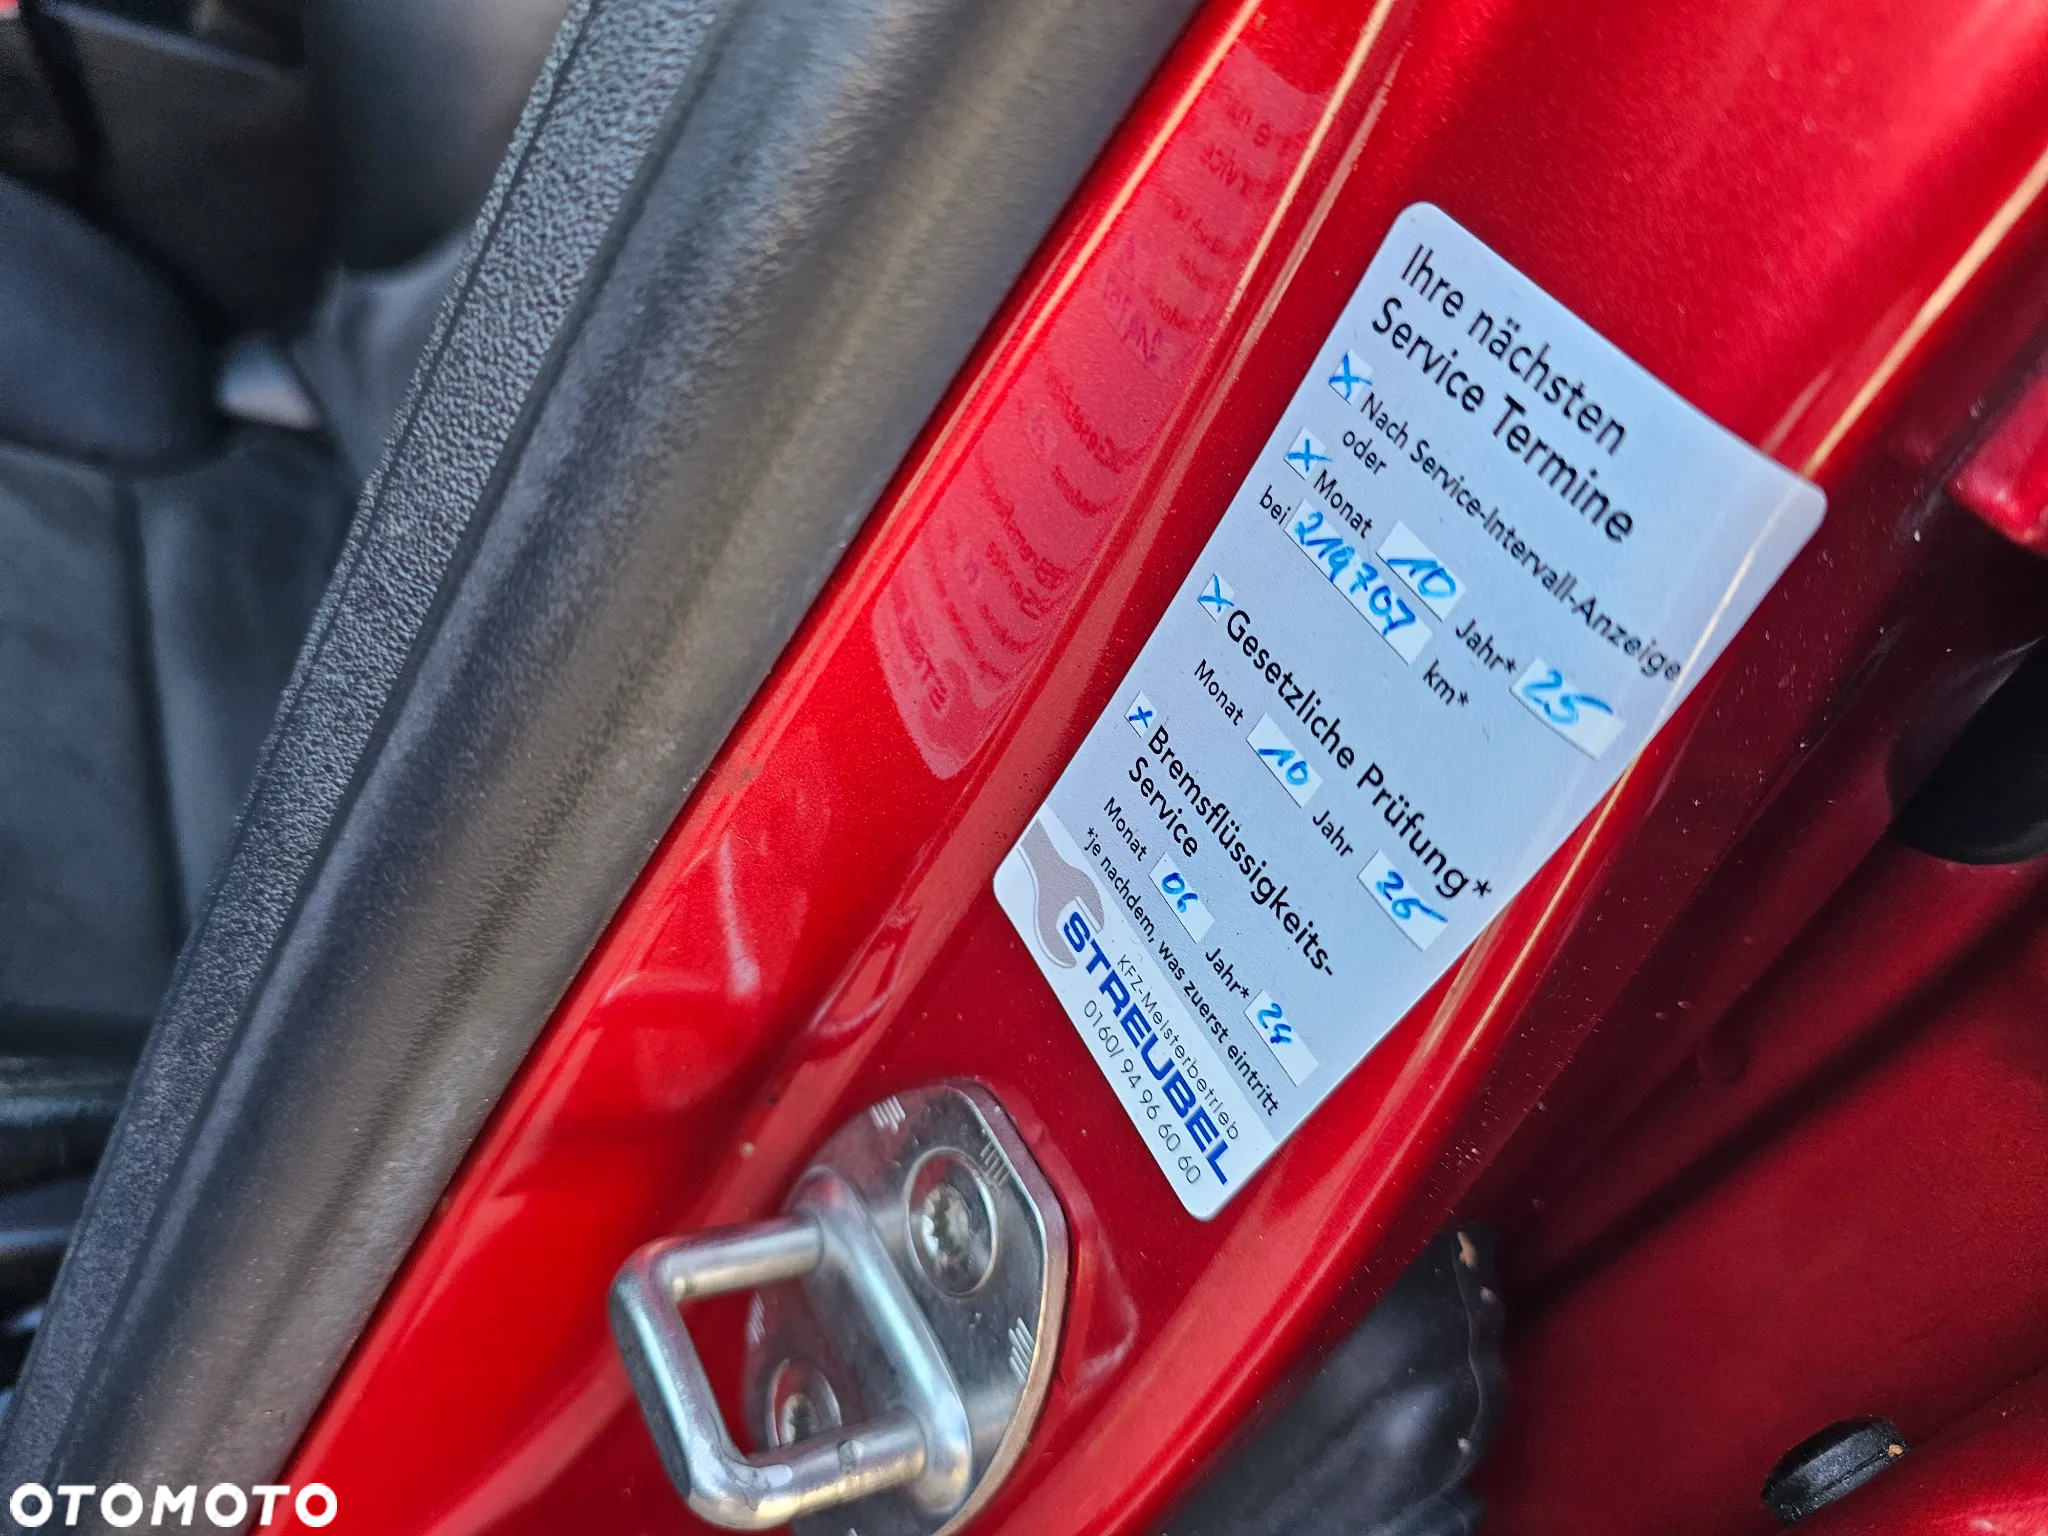 Ihre nächsten
Service Termine
x Nach Service-Intervall-Anzeige
oder
x Monat 10 Jahr* 25
bei 219707 km*
x Gesetzliche Prüfung*
Monat 10 Jahr 26
x Bremsflüssigkeits-
Service
Monat 06 Jahr* 24
*je nachdem, was zuerst eintritt
KFZ-Meisterbetrieb
STREUBEL
0160/ 94 96 60 60
OTOMOTO